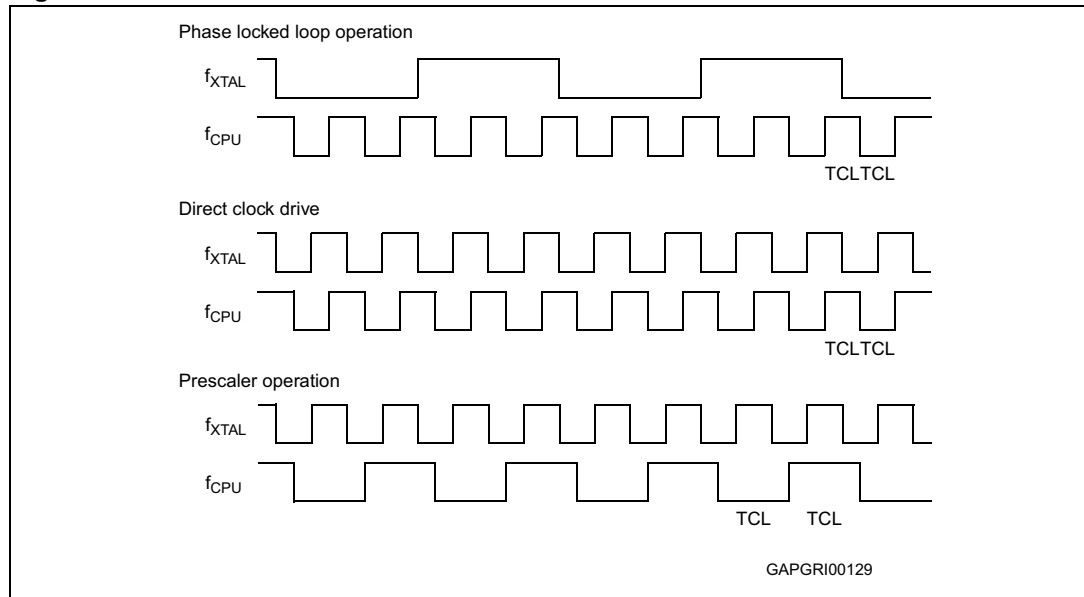 Phase locked loop operation
fXTAL
fCPU
TCLTCL
Direct clock drive
fXTAL
fCPU
TCLTCL
Prescaler operation
fXTAL
fCPU
TCL TCL
GAPGRI00129